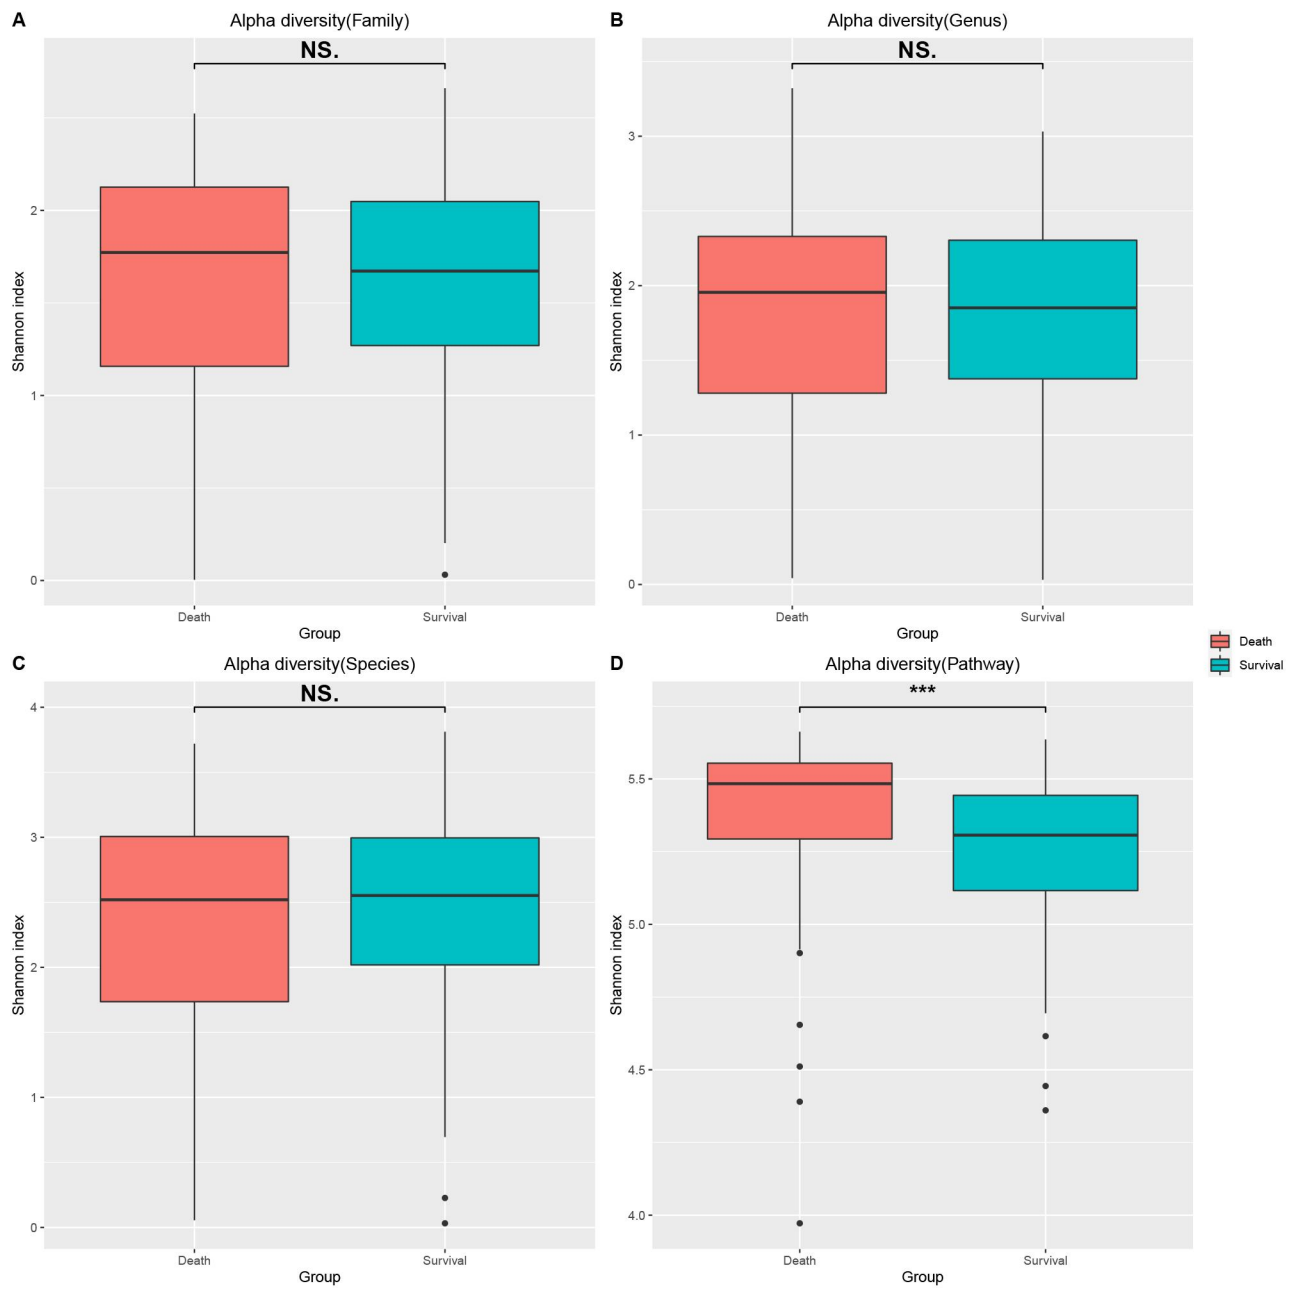 A
Alpha diversity(Family)
NS.
Shannon index
2
1
0
Death
Survival
Group
B
Alpha diversity(Genus)
NS.
Shannon index
3
2
1
0
Death
Survival
Group
Death
Survival
C
Alpha diversity(Species)
NS.
Shannon index
4
3
2
1
0
Death
Survival
Group
D
Alpha diversity(Pathway)
***
Shannon index
5.5
5.0
4.5
4.0
Death
Survival
Group